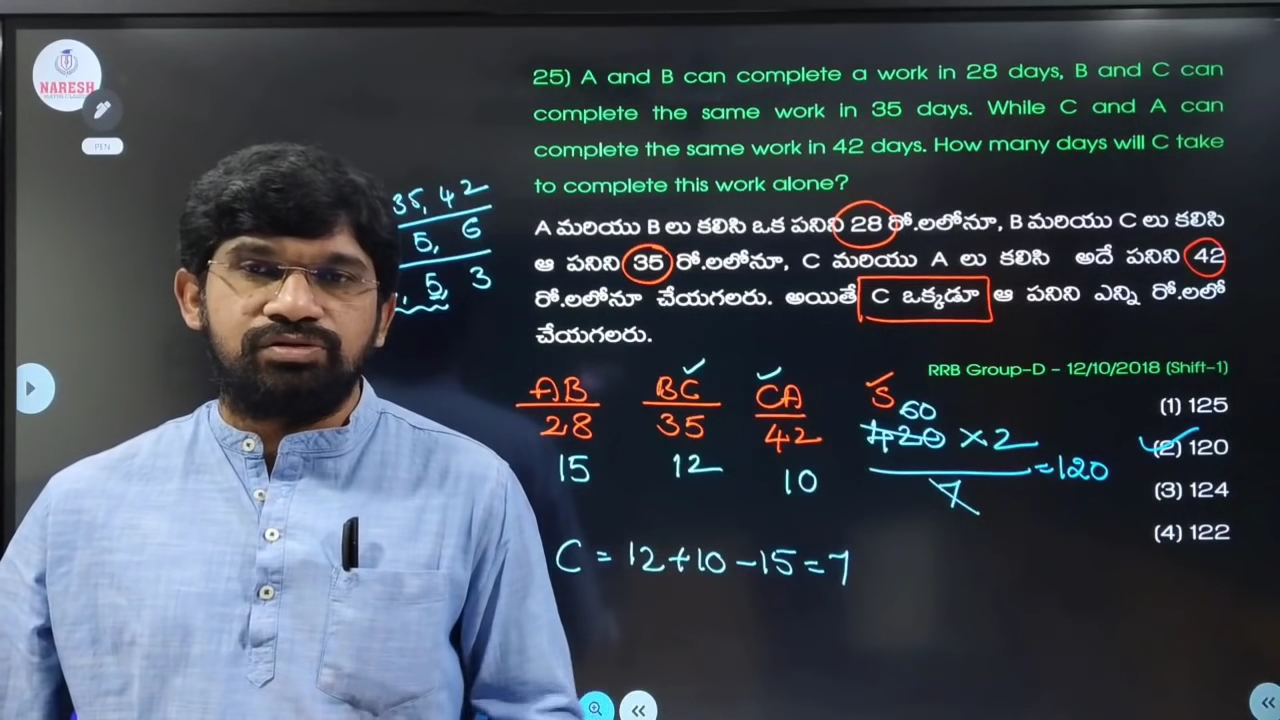 NARESH
PEN
25) A and B can complete a work in 28 days, B and C can
complete the same work in 35 days. While C and A can
complete the same work in 42 days. How many days will C take
to complete this work alone?
A మరియు B లు కలిసి ఒక పనిని 28 రో.లలోనూ, B మరియు C లు కలిసి
ఆ పనిని 35 రో.లలోనూ, C మరియు A లు కలిసి అదే పనిని 42
రో.లలోనూ చేయగలరు. అయితే C ఒక్కడూ ఆ పనిని ఎన్ని రో.లలో
చేయగలరు.
RRB Group-D - 12/10/2018 (Shift-1)
(1) 125
(2) 120
(3) 124
(4) 122
35, 42
5, 6
, 5, 3
AB BC CA S
28 35 42
15 12 10
60
420 × 2
7
= 120
C = 12 + 10 - 15 = 7